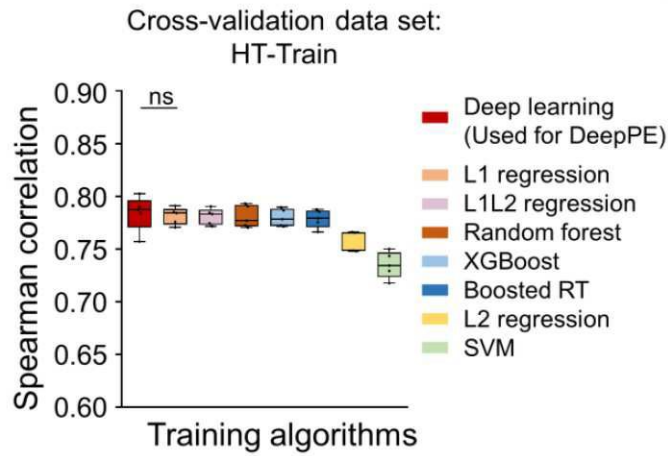 Cross-validation data set:
HT-Train
ns
0.90
0.85
0.80
0.75
0.70
0.65
0.60
Spearman correlation
Training algorithms
Deep learning
(Used for DeepPE)
L1 regression
L1L2 regression
Random forest
XGBoost
Boosted RT
L2 regression
SVM